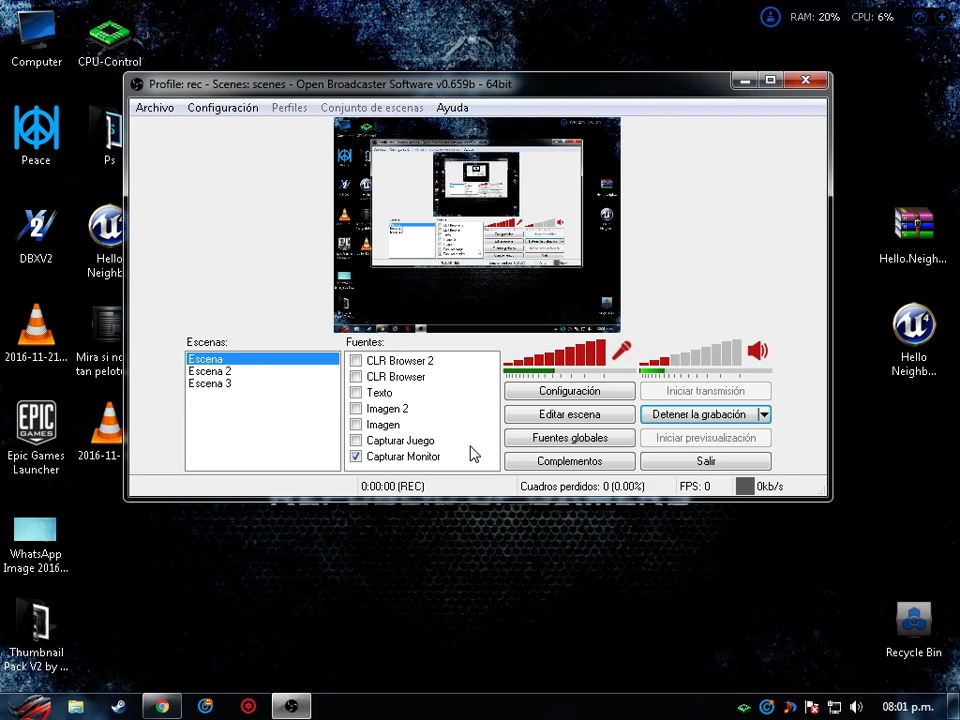 RAM: 20% CPU: 6%
Computer
CPU-Control
Profile: rec - Scenes: scenes - Open Broadcaster Software v0.659b - 64bit
Archivo Configuración Perfiles Conjunto de escenas Ayuda
Peace
Ps
DBXV2
Hello
Neighb
Hello.Neigh...
2016-11-21...
Mira si no
tan pelotu
Hello
Neighb...
Epic Games
Launcher
2016-11-
Escenas:
Escena
Escena 2
Escena 3
Fuentes:
CLR Browser 2
CLR Browser
Texto
Imagen 2
Imagen
Capturar Juego
Capturar Monitor
Configuración
Iniciar transmisión
Editar escena
Detener la grabación
Fuentes globales
Iniciar previsualización
Complementos
Salir
0:00:00 (REC)
Cuadros perdidos: 0 (0.00%)
FPS: 0
0kb/s
WhatsApp
Image 2016...
Thumbnail
Pack V2 by ...
Recycle Bin
08:01 p.m.